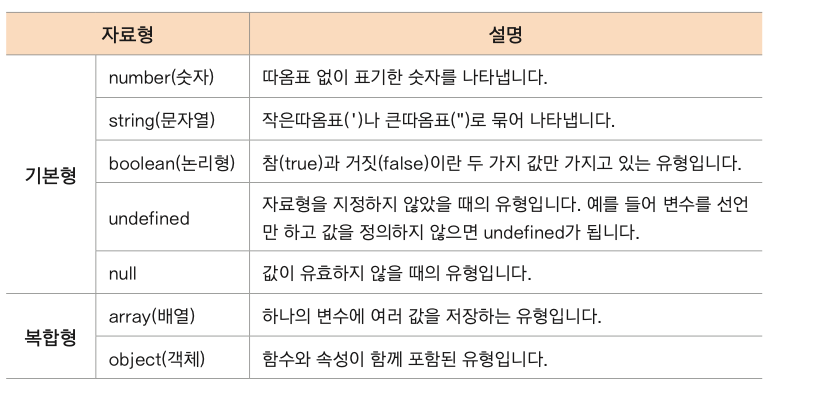 자료형 설명
기본형
number(숫자) 따옴표 없이 표기한 숫자를 나타냅니다.
string(문자열) 작은따옴표(')나 큰따옴표(")로 묶어 나타냅니다.
boolean(논리형) 참(true)과 거짓(false)이란 두 가지 값만 가지고 있는 유형입니다.
undefined 자료형을 지정하지 않았을 때의 유형입니다. 예를 들어 변수를 선언
만 하고 값을 정의하지 않으면 undefined가 됩니다.
null 값이 유효하지 않을 때의 유형입니다.
복합형
array(배열) 하나의 변수에 여러 값을 저장하는 유형입니다.
object(객체) 함수와 속성이 함께 포함된 유형입니다.